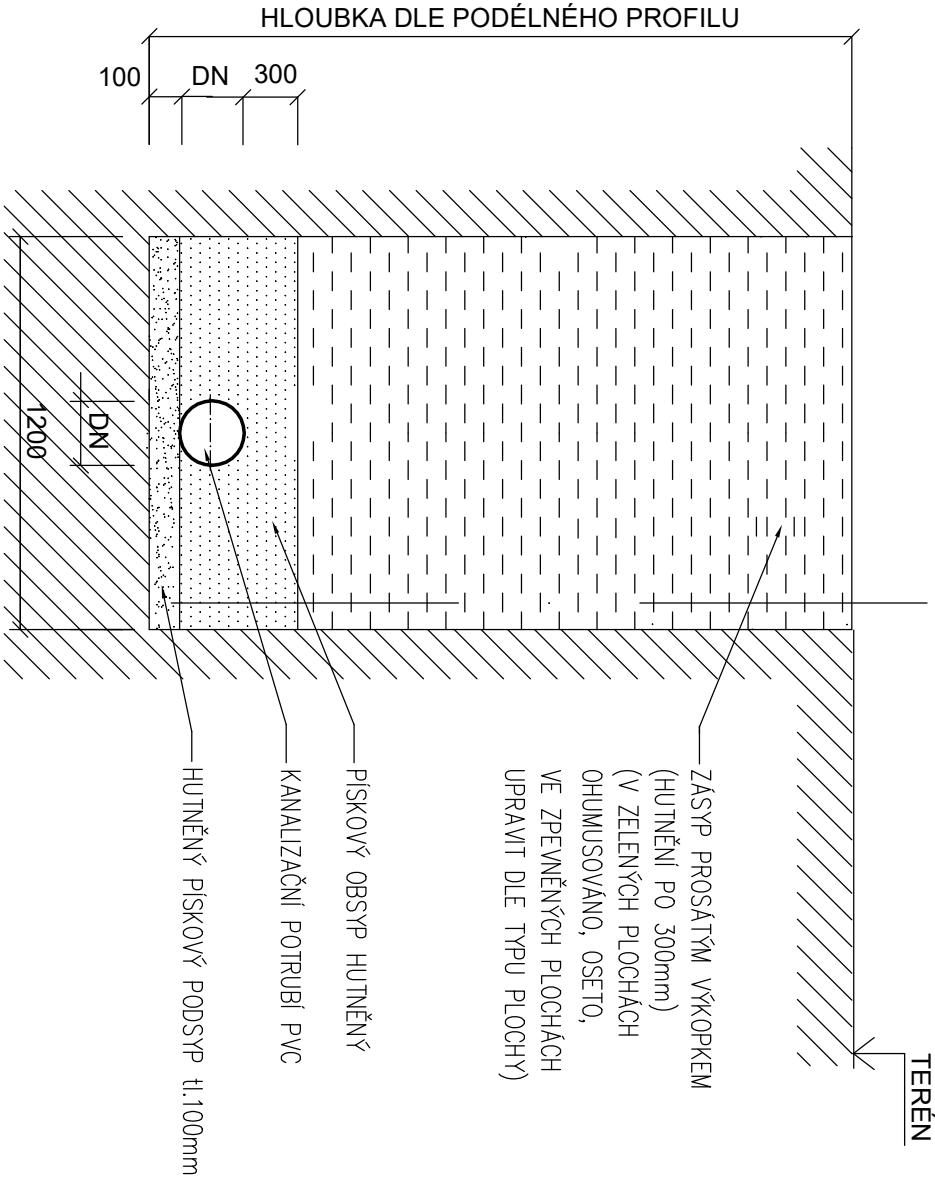 HLOUBKA DLE PODÉLNÉHO PROFILU
100
DN
300
TERÉN
ZÁSYP PROSÁTÝM VÝKOPKEM
(HUTNĚNÍ PO 300mm)
(V ZELENÝCH PLOCHÁCH
OHUMUSOVÁNO, OSETO,
VE ZPEVNĚNÝCH PLOCHÁCH
UPRAVIT DLE TYPU PLOCHY)
PÍSKOVÝ OBSYP HUTNĚNÝ
KANALIZAČNÍ POTRUBÍ PVC
HUTNĚNÝ PÍSKOVÝ PODSYP tl.100mm
DN
1200